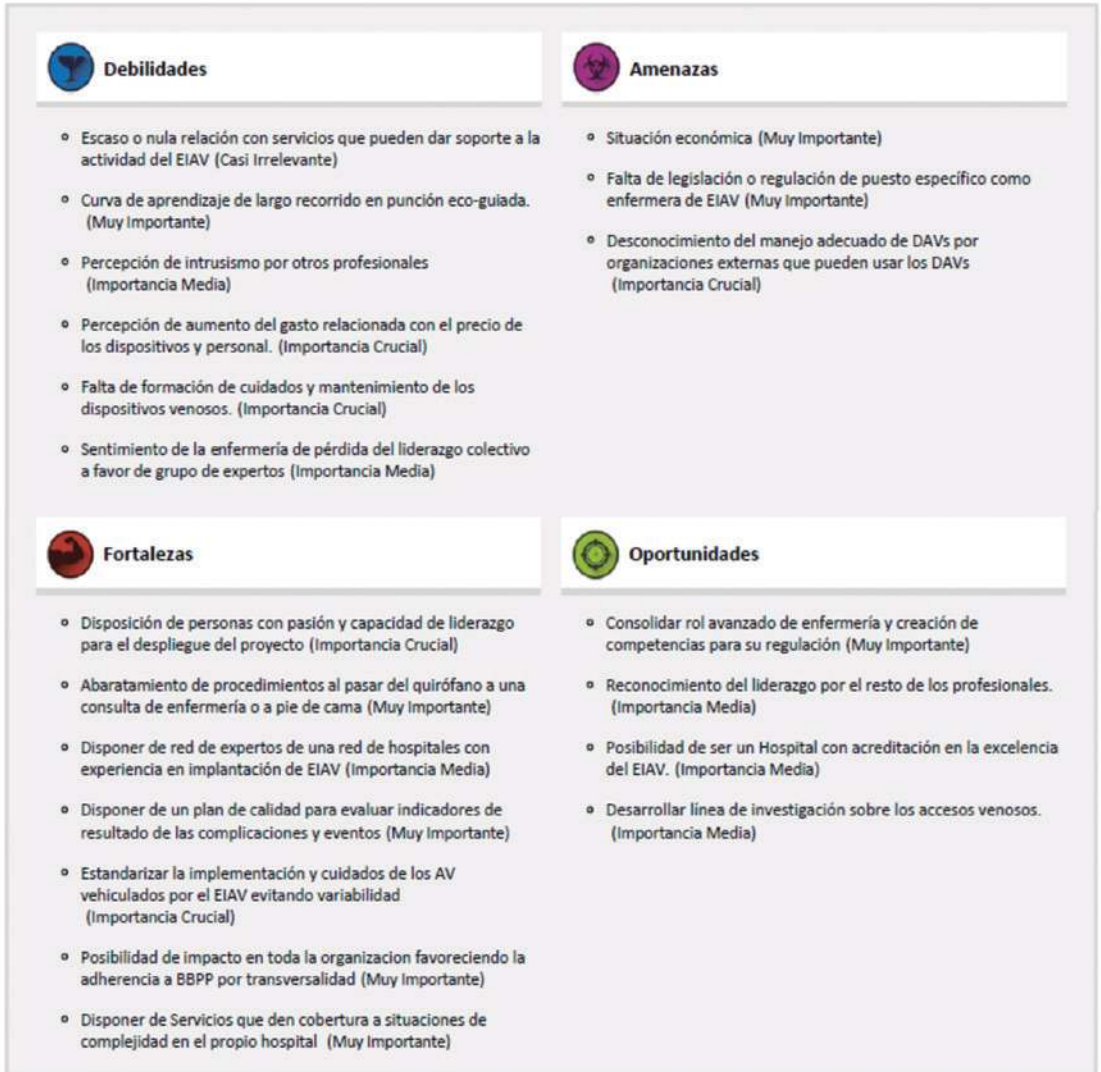 Debilidades
Escaso o nula relación con servicios que pueden dar soporte a la
actividad del EIAV (Casi Irrelevante)
Curva de aprendizaje de largo recorrido en punción eco-guiada.
(Muy Importante)
Percepción de intrusismo por otros profesionales
(Importancia Media)
Percepción de aumento del gasto relacionada con el precio de
los dispositivos y personal. (Importancia Crucial)
Falta de formación de cuidados y mantenimiento de los
dispositivos venosos. (Importancia Crucial)
Sentimiento de la enfermería de pérdida del liderazgo colectivo
a favor de grupo de expertos (Importancia Media)
Amenazas
Situación económica (Muy Importante)
Falta de legislación o regulación de puesto específico como
enfermera de EIAV (Muy Importante)
Desconocimiento del manejo adecuado de DAVs por
organizaciones externas que pueden usar los DAVs
(Importancia Crucial)
Fortalezas
Disposición de personas con pasión y capacidad de liderazgo
para el despliegue del proyecto (Importancia Crucial)
Abaratamiento de procedimientos al pasar del quirófano a una
consulta de enfermería o a pie de cama (Muy Importante)
Disponer de red de expertos de una red de hospitales con
experiencia en implantación de EIAV (Importancia Media)
Disponer de un plan de calidad para evaluar indicadores de
resultado de las complicaciones y eventos (Muy Importante)
Estandarizar la implementación y cuidados de los AV
vehiculados por el EIAV evitando variabilidad
(Importancia Crucial)
Posibilidad de impacto en toda la organizacion favoreciendo la
adherencia a BBPP por transversalidad (Muy Importante)
Disponer de Servicios que den cobertura a situaciones de
complejidad en el propio hospital (Muy Importante)
Oportunidades
Consolidar rol avanzado de enfermería y creación de
competencias para su regulación (Muy Importante)
Reconocimiento del liderazgo por el resto de los profesionales.
(Importancia Media)
Posibilidad de ser un Hospital con acreditación en la excelencia
del EIAV. (Importancia Media)
Desarrollar línea de investigación sobre los accesos venosos.
(Importancia Media)